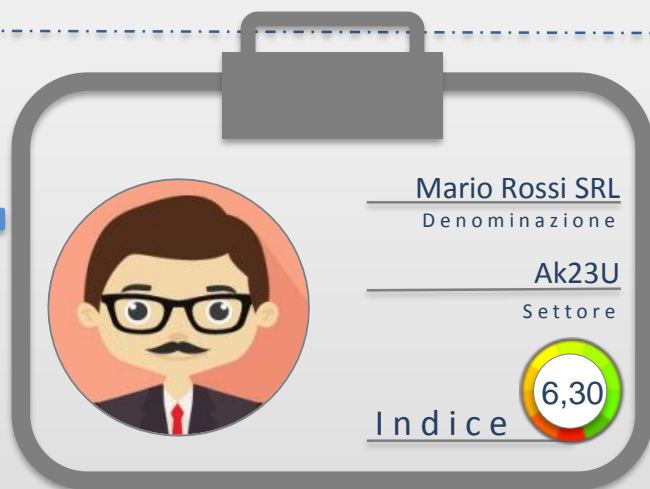 Mario Rossi SRL
Denominazione
Ak23U
Settore
6,30
Indice